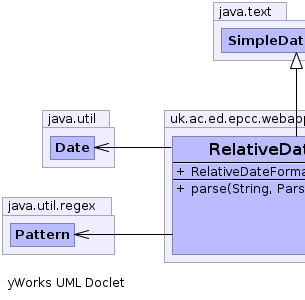 java.text
SimpleDat
java.util
uk.ac.ed.epcc.webapp
Date
RelativeDat
+ RelativeDateForma
+ parse(String, Pars
java.util.regex
Pattern
yWorks UML Doclet